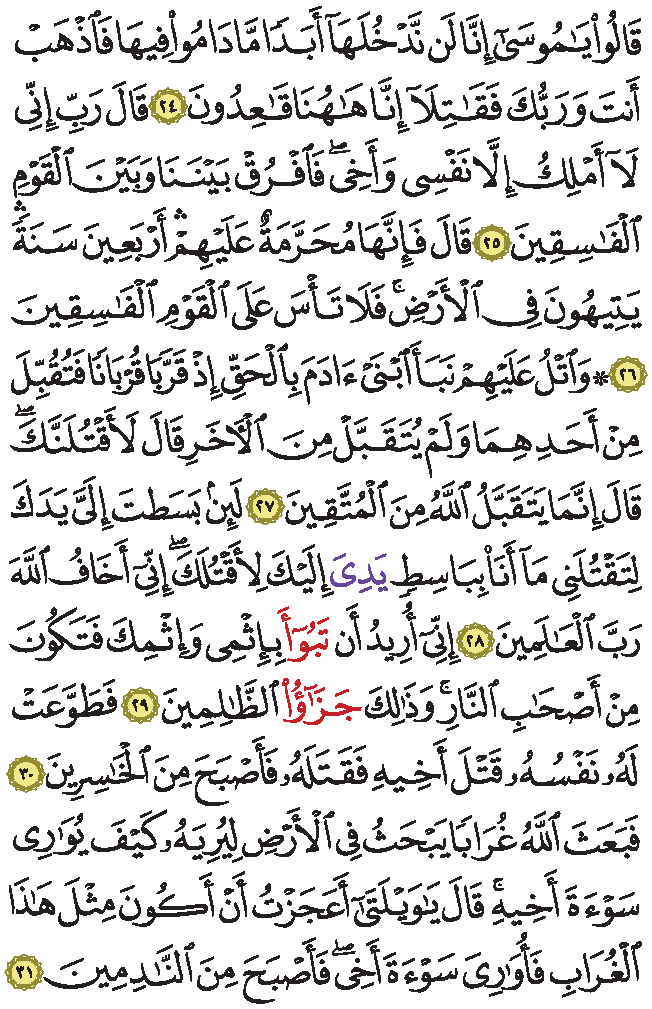 قَالُوا۟ يَـٰمُوسَىٰٓ إِنَّا لَن نَّدْخُلَهَآ أَبَدًا مَّا دَامُوا۟ فِيهَا فَٱذْهَبْ
أَنتَ وَرَبُّكَ فَقَـٰتِلَآ إِنَّا هَـٰهُنَا قَـٰعِدُونَ ٢٤ قَالَ رَبِّ إِنِّى
لَآ أَمْلِكُ إِلَّا نَفْسِى وَأَخِى ۖ فَٱفْرُقْ بَيْنَنَا وَبَيْنَ ٱلْقَوْمِ
ٱلْفَـٰسِقِينَ ٢٥ قَالَ فَإِنَّهَا مُحَرَّمَةٌ عَلَيْهِمْ ۛ أَرْبَعِينَ سَنَةً ۛ
يَتِيهُونَ فِى ٱلْأَرْضِ ۚ فَلَا تَأْسَ عَلَى ٱلْقَوْمِ ٱلْفَـٰسِقِينَ
٢٦ ۞ وَٱتْلُ عَلَيْهِمْ نَبَأَ ٱبْنَىْ ءَادَمَ بِٱلْحَقِّ إِذْ قَرَّبَا قُرْبَانًا فَتُقُبِّلَ
مِنْ أَحَدِهِمَا وَلَمْ يُتَقَبَّلْ مِنَ ٱلْـَٔاخَرِ قَالَ لَأَقْتُلَنَّكَ ۖ
قَالَ إِنَّمَا يَتَقَبَّلُ ٱللَّهُ مِنَ ٱلْمُتَّقِينَ ٢٧ لَئِنۢ بَسَطتَ إِلَىَّ يَدَكَ
لِتَقْتُلَنِى مَآ أَنَا۠ بِبَاسِطٍ يَدِىَ إِلَيْكَ لِأَقْتُلَكَ ۖ إِنِّىٓ أَخَافُ ٱللَّهَ
رَبَّ ٱلْعَـٰلَمِينَ ٢٨ إِنِّىٓ أُرِيدُ أَن تَبُوٓأَ بِإِثْمِى وَإِثْمِكَ فَتَكُونَ
مِنْ أَصْحَـٰبِ ٱلنَّارِ ۚ وَذَٰلِكَ جَزَٰٓؤُا۟ ٱلظَّـٰلِمِينَ ٢٩ فَطَوَّعَتْ
لَهُۥ نَفْسُهُۥ قَتْلَ أَخِيهِ فَقَتَلَهُۥ فَأَصْبَحَ مِنَ ٱلْخَـٰسِرِينَ ٣٠
فَبَعَثَ ٱللَّهُ غُرَابًا يَبْحَثُ فِى ٱلْأَرْضِ لِيُرِيَهُۥ كَيْفَ يُوَٰرِى
سَوْءَةَ أَخِيهِ ۚ قَالَ يَـٰوَيْلَتَىٰٓ أَعَجَزْتُ أَنْ أَكُونَ مِثْلَ هَـٰذَا
ٱلْغُرَابِ فَأُوَٰرِىَ سَوْءَةَ أَخِى ۖ فَأَصْبَحَ مِنَ ٱلنَّـٰدِمِينَ ٣١